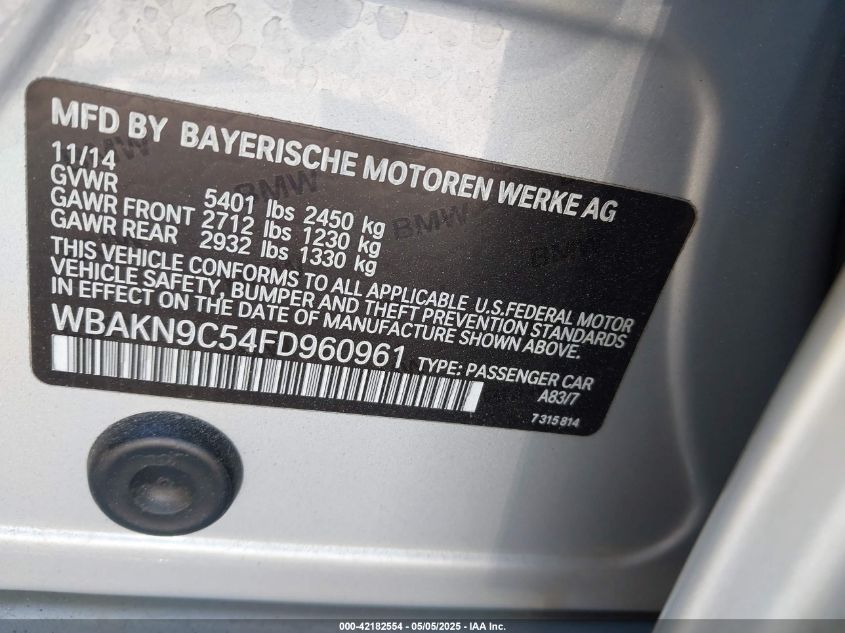 MFD BY BAYERISCHE MOTOREN WERKE AG
11/14
GVWR 5401 lbs 2450 kg
GAWR FRONT 2712 lbs 1230 kg
GAWR REAR 2932 lbs 1330 kg
THIS VEHICLE CONFORMS TO ALL APPLICABLE U.S.FEDERAL MOTOR
VEHICLE SAFETY, BUMPER AND THEFT PREVENTION STANDARDS
IN EFFECT ON THE DATE OF MANUFACTURE SHOWN ABOVE.
WBAKN9C54FD960961 TYPE: PASSENGER CAR
A83/7
7 315 814
000-42182554 - 05/05/2025 - IAA Inc.